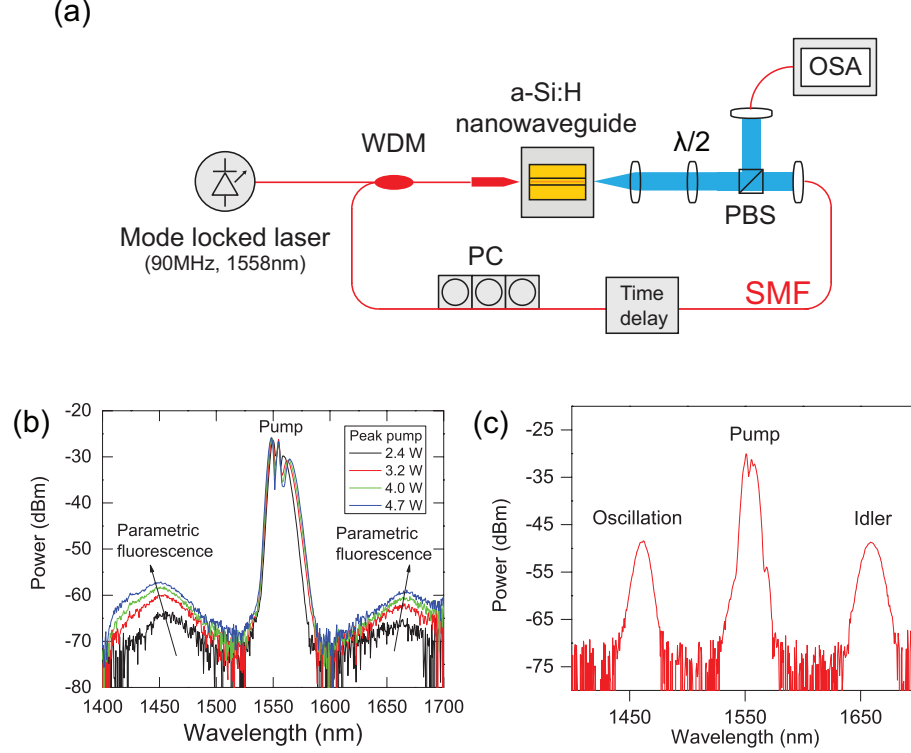 (a)
OSA
a-Si:H
nanowaveguide
λ/2
WDM
PBS
Mode locked laser
(90MHz, 1558nm)
PC
Time
delay
SMF
(b)
-20
-30
-40
-50
-60
-70
-80
Power (dBm)
Pump
Peak pump
2.4 W
3.2 W
4.0 W
4.7 W
Parametric
fluorescence
Parametric
fluorescence
1400 1450 1500 1550 1600 1650 1700
Wavelength (nm)
(c)
-25
-35
-45
-55
-65
-75
Power (dBm)
Pump
Oscillation
Idler
1450 1550 1650
Wavelength (nm)